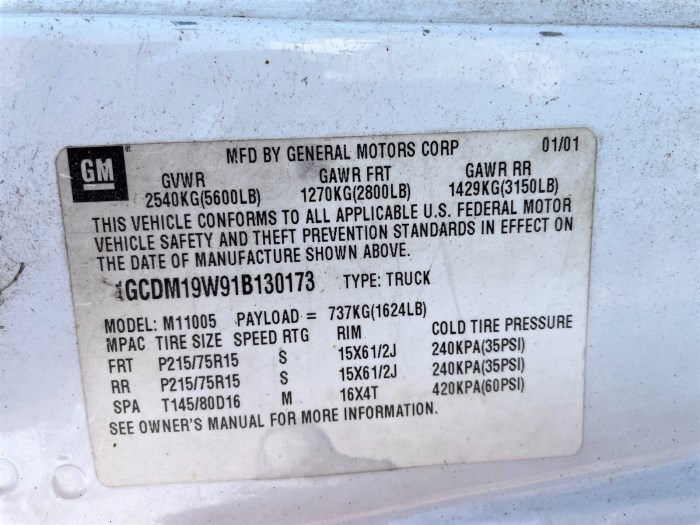 GM MFD BY GENERAL MOTORS CORP 01/01
GVWR GAWR FRT GAWR RR
2540KG(5600LB) 1270KG(2800LB) 1429KG(3150LB)
THIS VEHICLE CONFORMS TO ALL APPLICABLE U.S. FEDERAL MOTOR
VEHICLE SAFETY AND THEFT PREVENTION STANDARDS IN EFFECT ON
THE DATE OF MANUFACTURE SHOWN ABOVE.
1GCDM19W91B130173 TYPE: TRUCK
MODEL: M11005 PAYLOAD = 737KG(1624LB)
MPAC TIRE SIZE SPEED RTG RIM COLD TIRE PRESSURE
FRT P215/75R15 S 15X61/2J 240KPA(35PSI)
RR P215/75R15 S 15X61/2J 240KPA(35PSI)
SPA T145/80D16 M 16X4T 420KPA(60PSI)
SEE OWNER'S MANUAL FOR MORE INFORMATION.